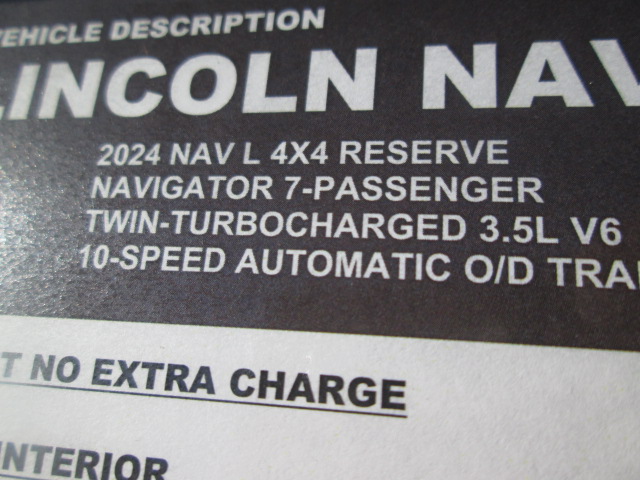 VEHICLE DESCRIPTION
LINCOLN NAV
2024 NAV L 4X4 RESERVE
NAVIGATOR 7-PASSENGER
TWIN-TURBOCHARGED 3.5L V6
10-SPEED AUTOMATIC O/D TRA
T NO EXTRA CHARGE
INTERIOR